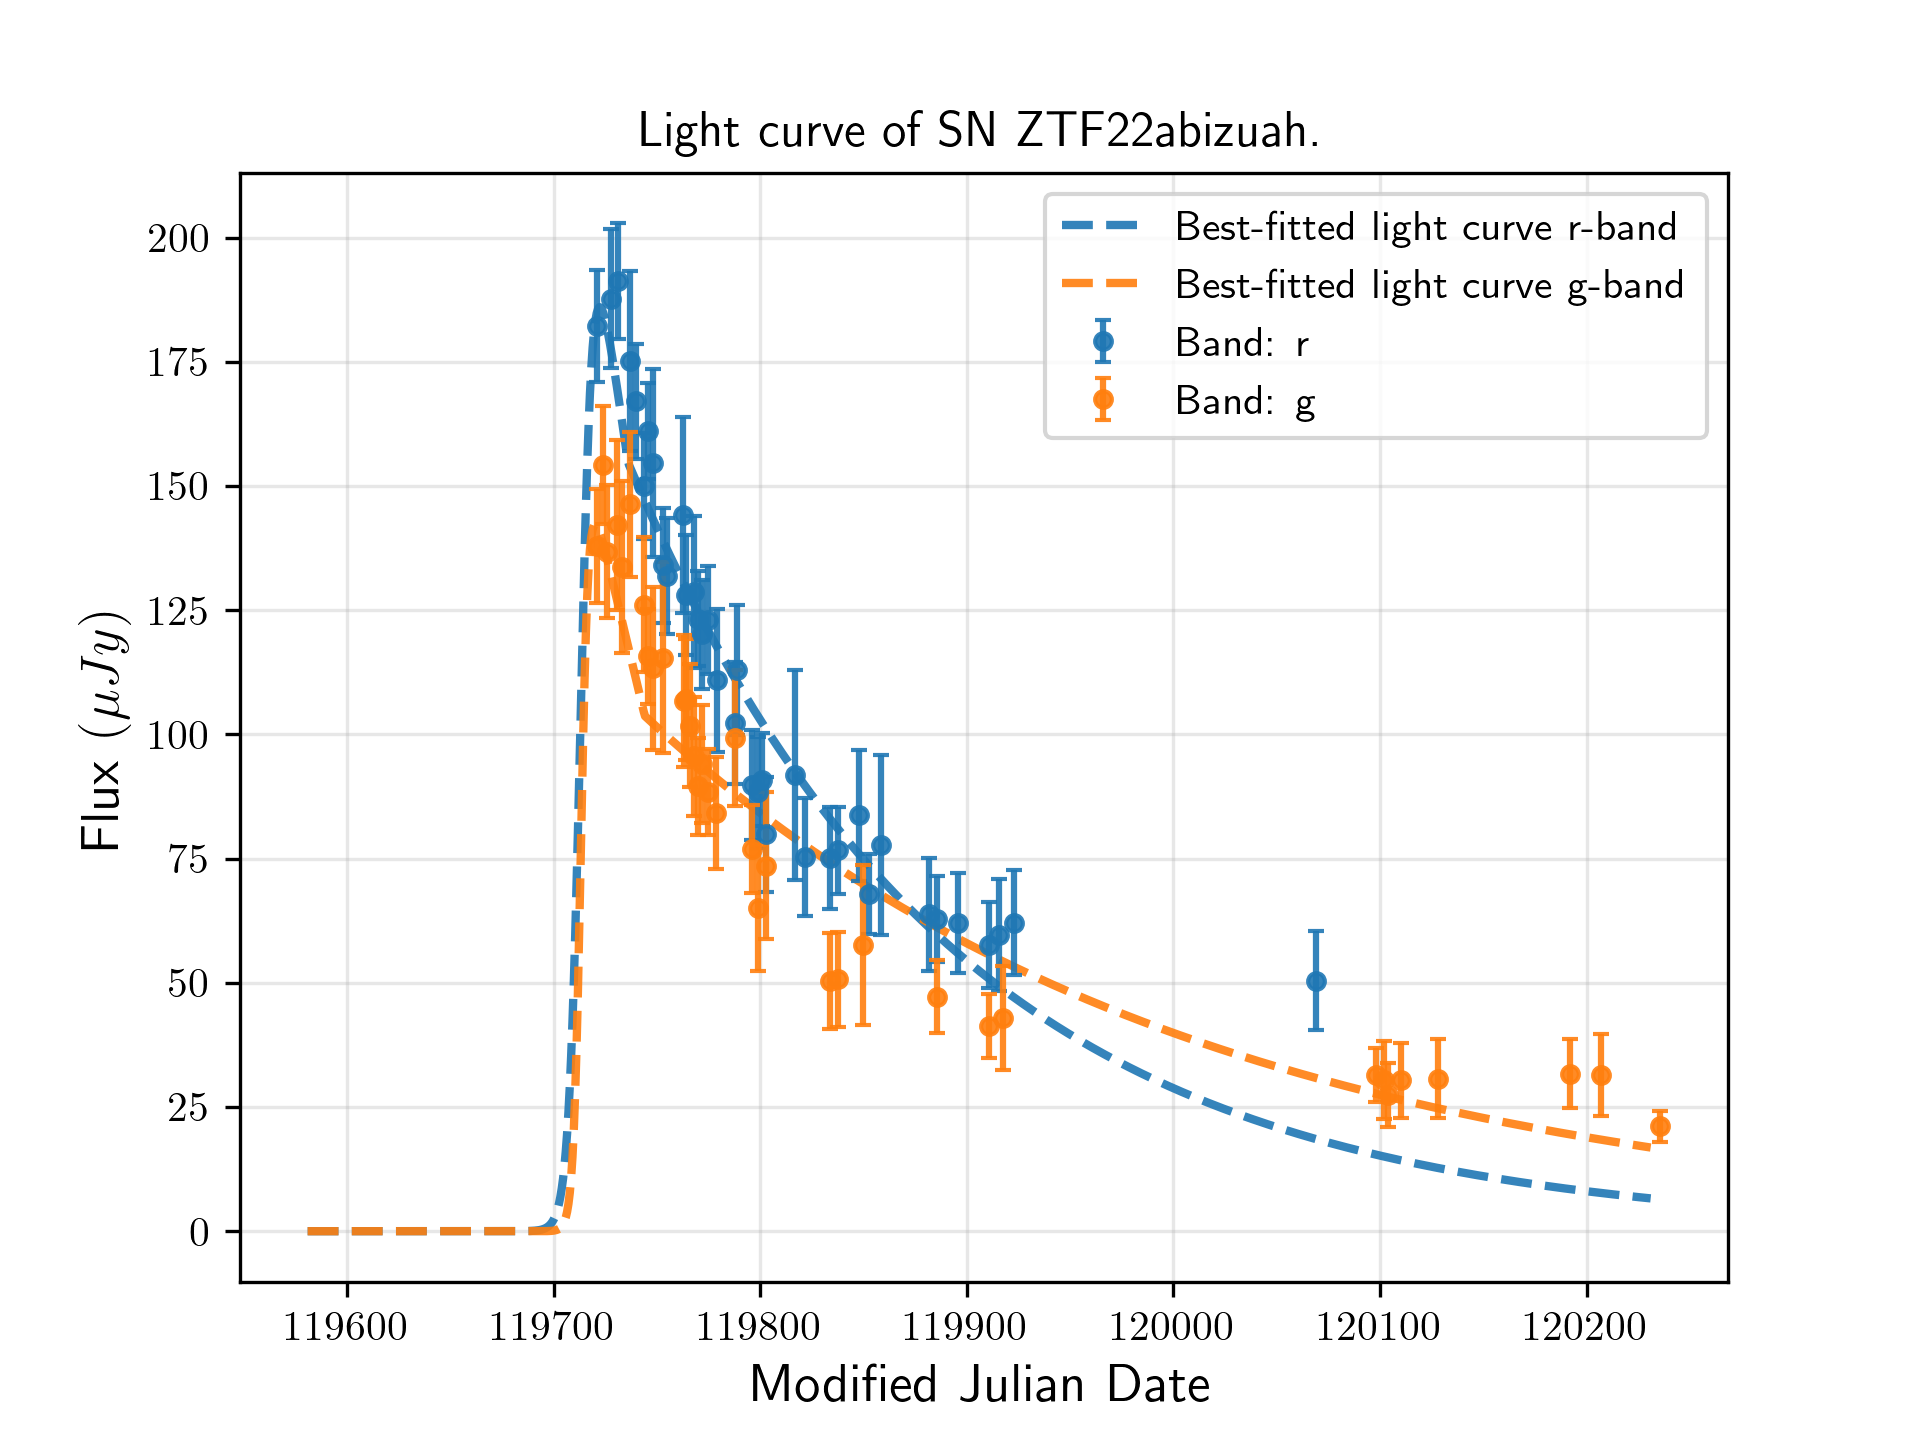 Light curve of SN ZTF22abizuah.
Best-fitted light curve r-band
Best-fitted light curve g-band
Band: r
Band: g
Flux (μJy)
200
175
150
125
100
75
50
25
0
119600 119700 119800 119900 120000 120100 120200
Modified Julian Date